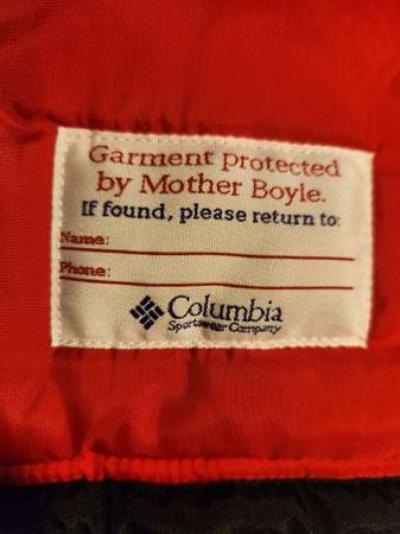 Garment protected
by Mother Boyle.
If found, please return to:
Name:
Phone:
Columbia
Sportswear Company